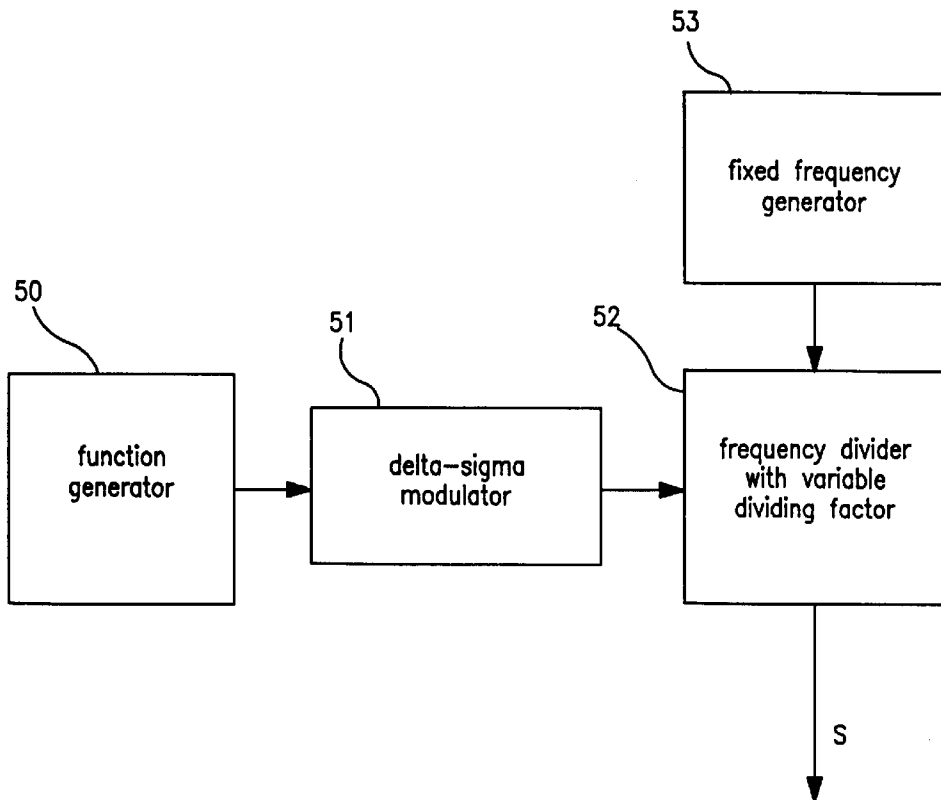 53
fixed frequency
generator
50
function
generator
51
delta-sigma
modulator
52
frequency divider
with variable
dividing factor
S